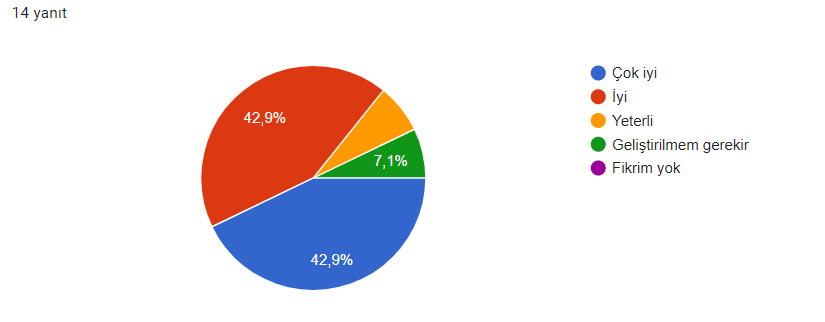 14 yanıt
42,9%
7,1%
42,9%
Çok iyi
İyi
Yeterli
Geliştirilmem gerekir
Fikrim yok